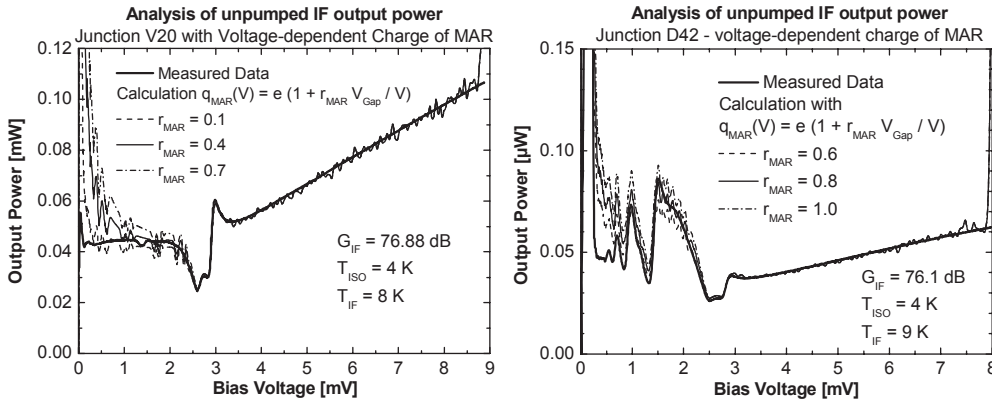 Analysis of unpumped IF output power
Junction V20 with Voltage-dependent Charge of MAR
Output Power [mW]
0.12
0.10
0.08
0.06
0.04
0.02
0.00
Measured Data
Calculation q_MAR(V) = e (1 + r_MAR V_Gap / V)
r_MAR = 0.1
r_MAR = 0.4
r_MAR = 0.7
G_IF = 76.88 dB
T_ISO = 4 K
T_IF = 8 K
0 1 2 3 4 5 6 7 8 9
Bias Voltage [mV]
Analysis of unpumped IF output power
Junction D42 - voltage-dependent charge of MAR
Output Power [µW]
0.15
0.10
0.05
0.00
Measured Data
Calculation with
q_MAR(V) = e (1 + r_MAR V_Gap / V)
r_MAR = 0.6
r_MAR = 0.8
r_MAR = 1.0
G_IF = 76.1 dB
T_ISO = 4 K
T_IF = 9 K
0 1 2 3 4 5 6 7 8
Bias Voltage [mV]